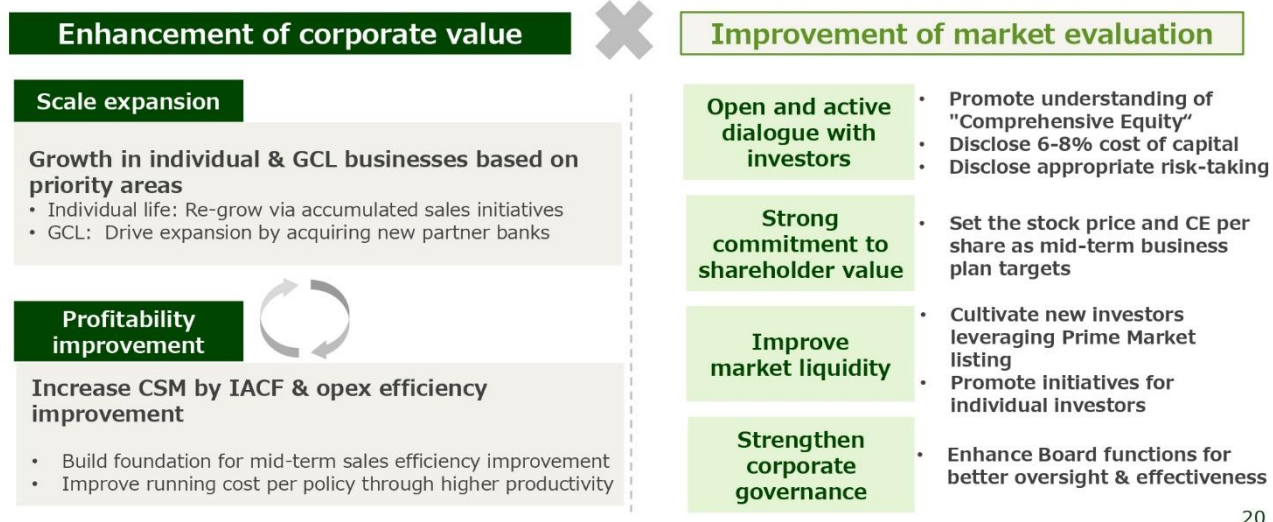 Enhancement of corporate value
Improvement of market evaluation
Scale expansion
Growth in individual & GCL businesses based on
priority areas
• Individual life: Re-grow via accumulated sales initiatives
• GCL: Drive expansion by acquiring new partner banks
Profitability
improvement
Increase CSM by IACF & opex efficiency
improvement
• Build foundation for mid-term sales efficiency improvement
• Improve running cost per policy through higher productivity
Open and active
dialogue with
investors
• Promote understanding of
"Comprehensive Equity“
• Disclose 6-8% cost of capital
• Disclose appropriate risk-taking
Strong
commitment to
shareholder value
• Set the stock price and CE per
share as mid-term business
plan targets
Improve
market liquidity
• Cultivate new investors
leveraging Prime Market
listing
• Promote initiatives for
individual investors
Strengthen
corporate
governance
• Enhance Board functions for
better oversight & effectiveness
20